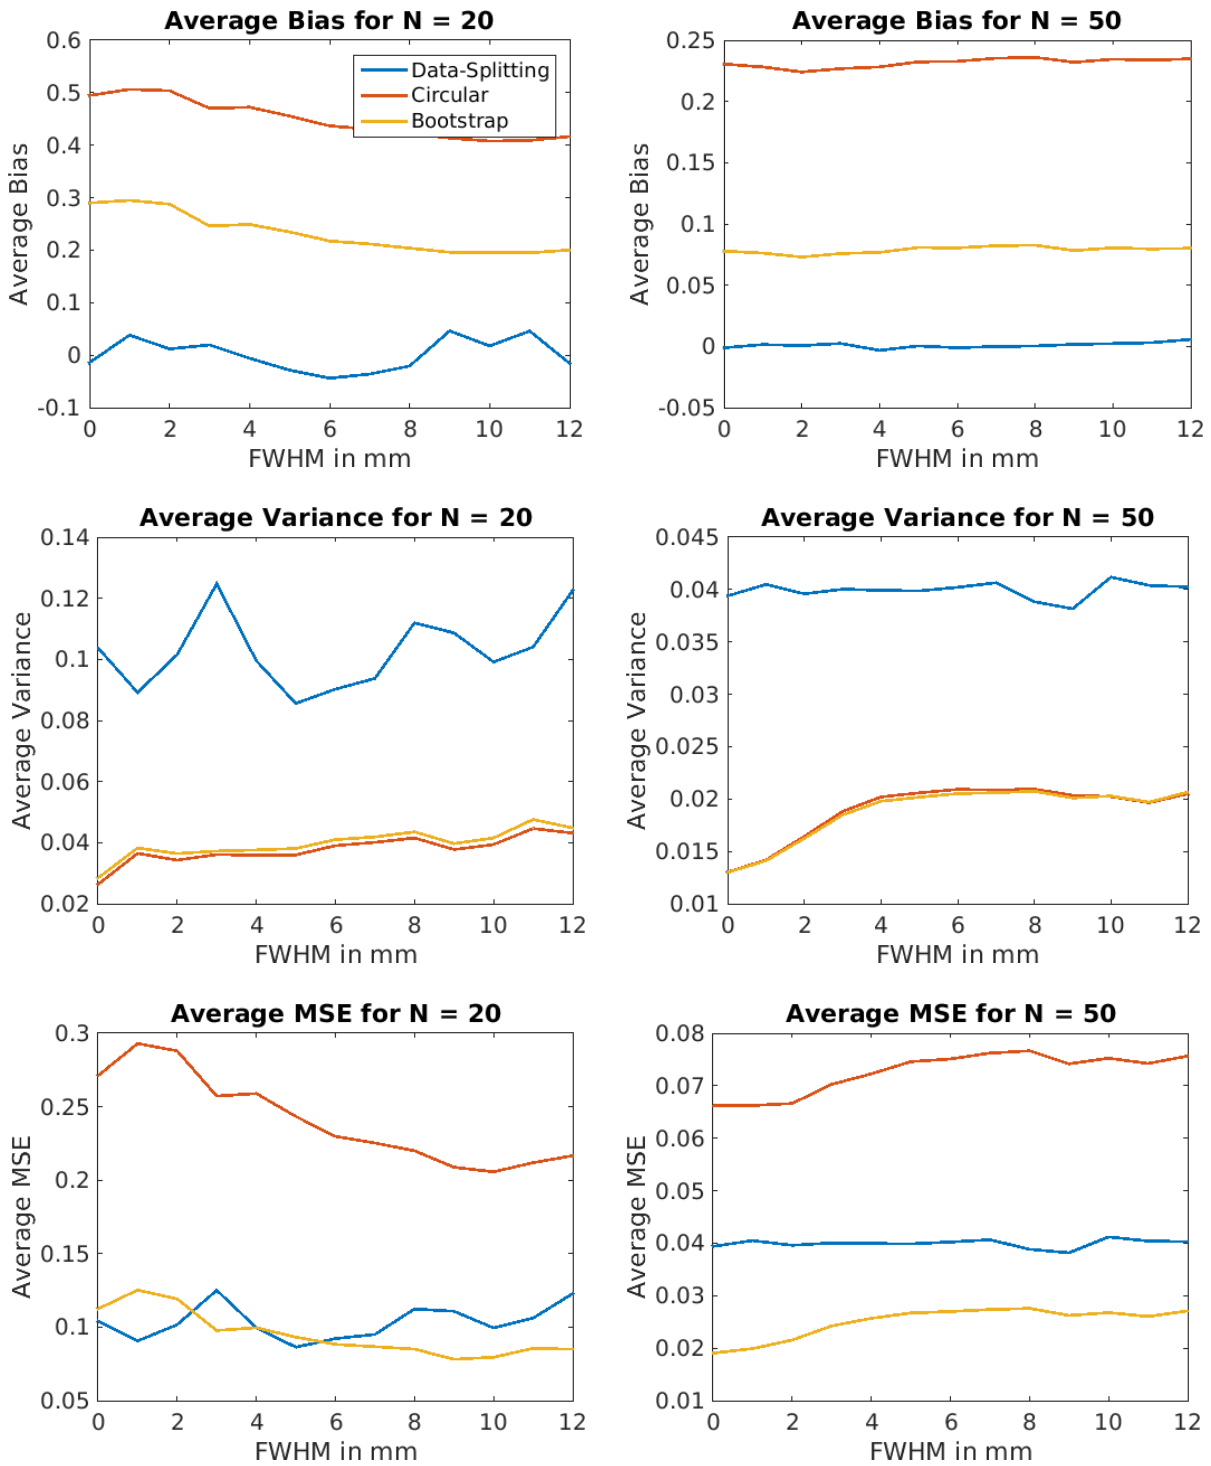 Average Bias for N = 20
0.6
0.5
0.4
0.3
0.2
0.1
0
-0.1
Average Bias
Data-Splitting
Circular
Bootstrap
0 2 4 6 8 10 12
FWHM in mm
Average Bias for N = 50
0.25
0.2
0.15
0.1
0.05
0
-0.05
Average Bias
0 2 4 6 8 10 12
FWHM in mm
Average Variance for N = 20
0.14
0.12
0.1
0.08
0.06
0.04
0.02
Average Variance
0 2 4 6 8 10 12
FWHM in mm
Average Variance for N = 50
0.045
0.04
0.035
0.03
0.025
0.02
0.015
0.01
Average Variance
0 2 4 6 8 10 12
FWHM in mm
Average MSE for N = 20
0.3
0.25
0.2
0.15
0.1
0.05
Average MSE
0 2 4 6 8 10 12
FWHM in mm
Average MSE for N = 50
0.08
0.07
0.06
0.05
0.04
0.03
0.02
0.01
Average MSE
0 2 4 6 8 10 12
FWHM in mm